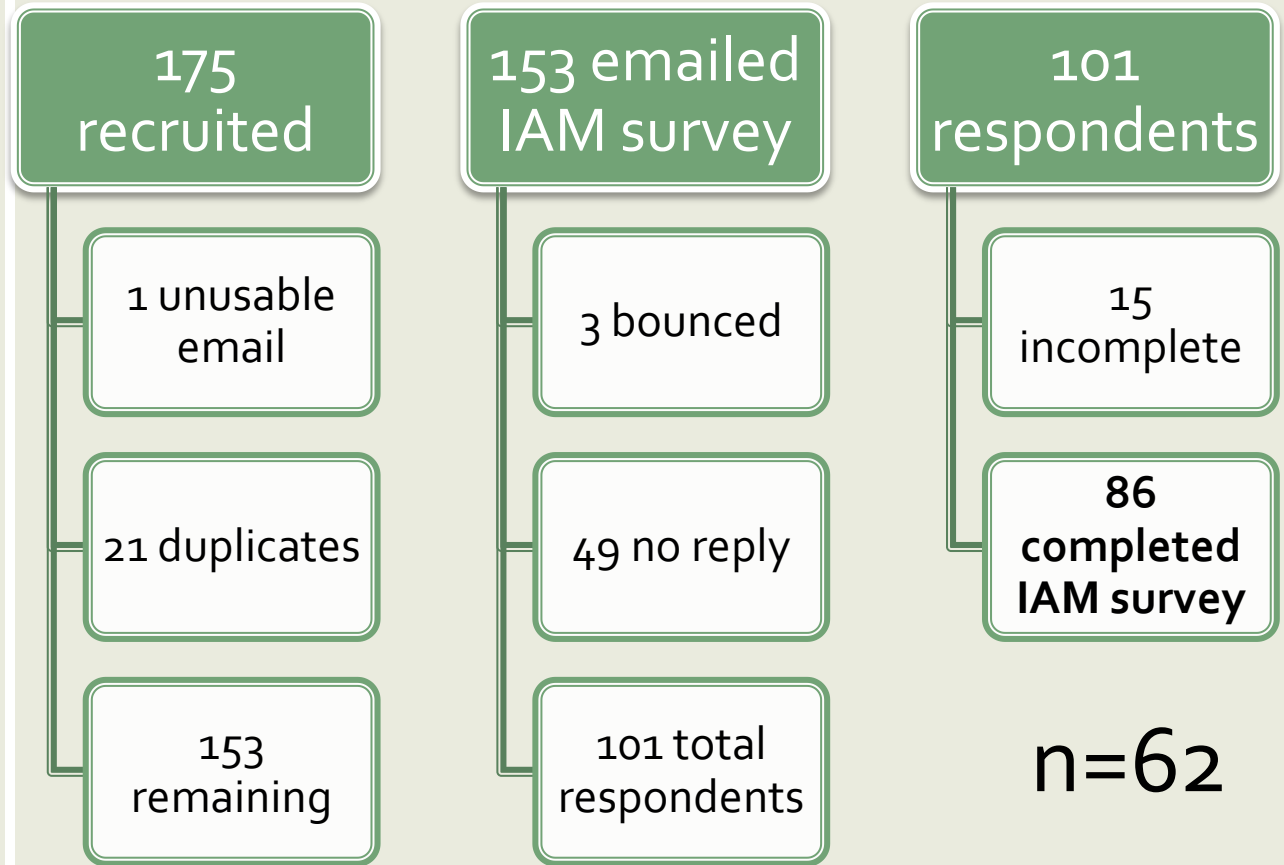 175
recruited
1 unusable
email
21 duplicates
153
remaining
153 emailed
IAM survey
3 bounced
49 no reply
101 total
respondents
101
respondents
15
incomplete
86
completed
IAM survey
n=62